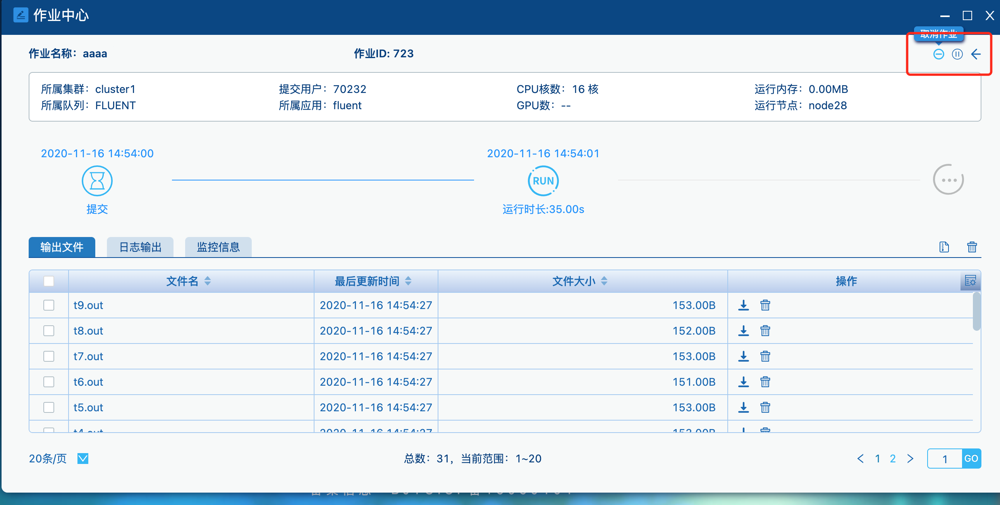 作业中心
取消作业
作业名称：aaaa
作业ID: 723
所属集群：cluster1
提交用户：70232
CPU核数：16 核
运行内存：0.00MB
所属队列：FLUENT
所属应用：fluent
GPU数：--
运行节点：node28
2020-11-16 14:54:00
2020-11-16 14:54:01
RUN
提交
运行时长:35.00s
输出文件
日志输出
监控信息
文件名
最后更新时间
文件大小
操作
t9.out
2020-11-16 14:54:27
153.00B
t8.out
2020-11-16 14:54:27
152.00B
t7.out
2020-11-16 14:54:27
153.00B
t6.out
2020-11-16 14:54:27
151.00B
t5.out
2020-11-16 14:54:27
153.00B
t4.out
2020-11-16 14:54:27
20条/页
总数：31，当前范围：1~20
1
2
1
GO